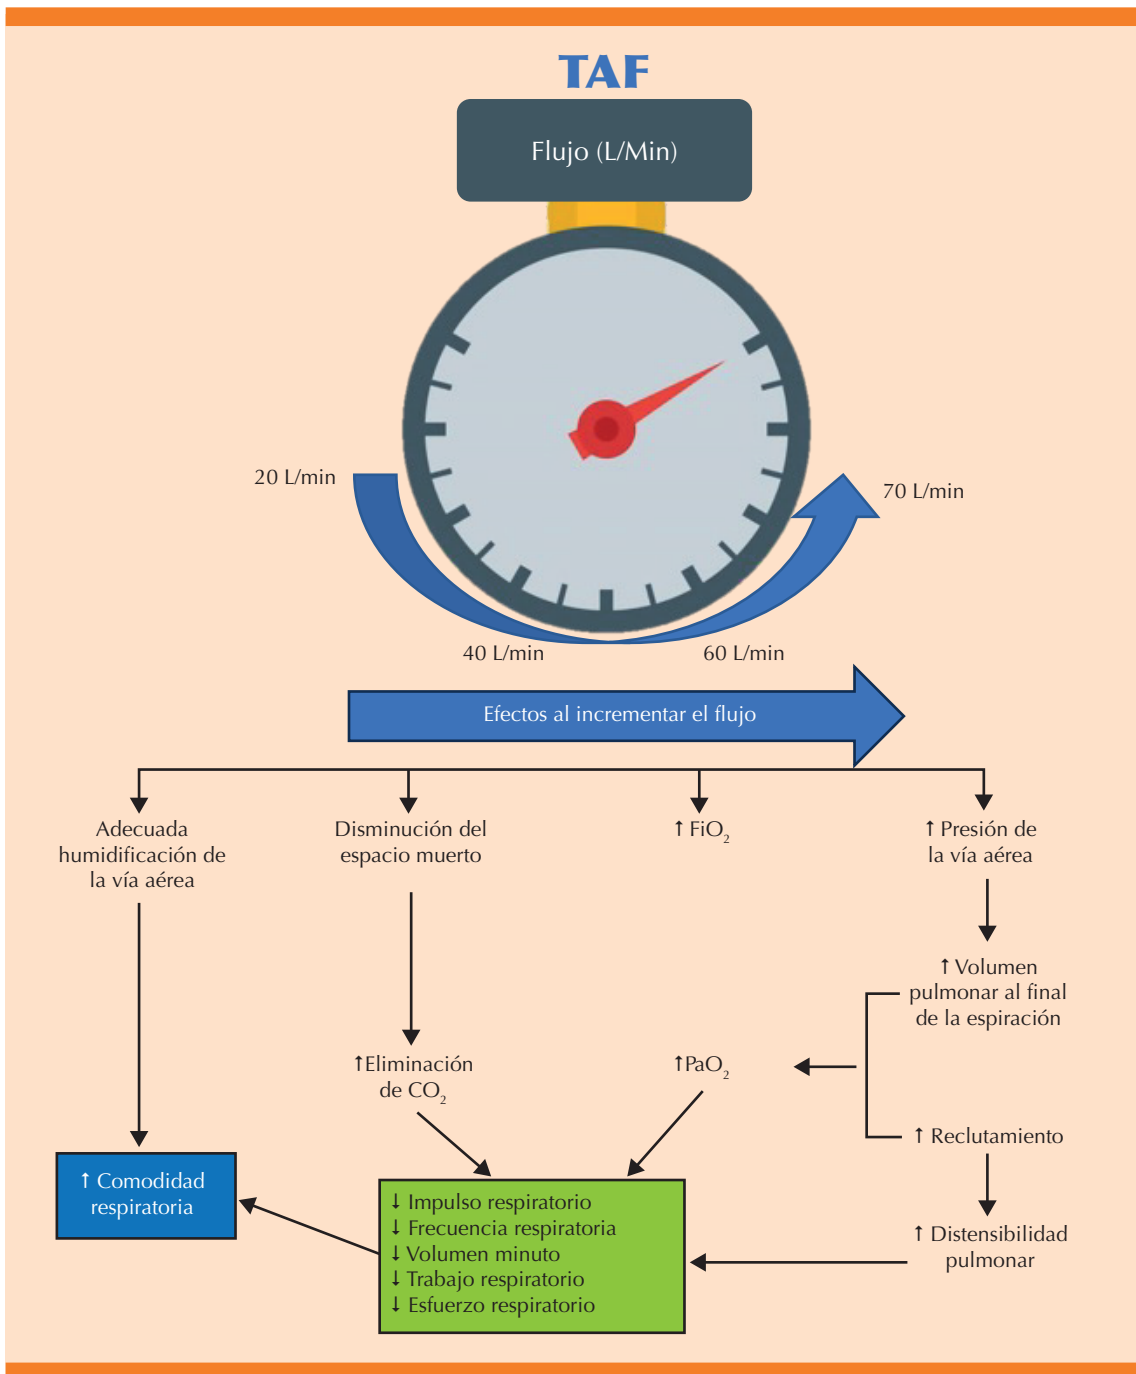 TAF
Flujo (L/Min)
20 L/min
70 L/min
40 L/min
60 L/min
Efectos al incrementar el flujo
Adecuada
humidificación de
la vía aérea
Disminución del
espacio muerto
↑ FiO₂
↑ Presión de
la vía aérea
↑ Volumen
pulmonar al final
de la espiración
↑Eliminación
de CO₂
↑PaO₂
↑ Reclutamiento
↑ Comodidad
respiratoria
↓ Impulso respiratorio
↓ Frecuencia respiratoria
↓ Volumen minuto
↓ Trabajo respiratorio
↓ Esfuerzo respiratorio
↑ Distensibilidad
pulmonar